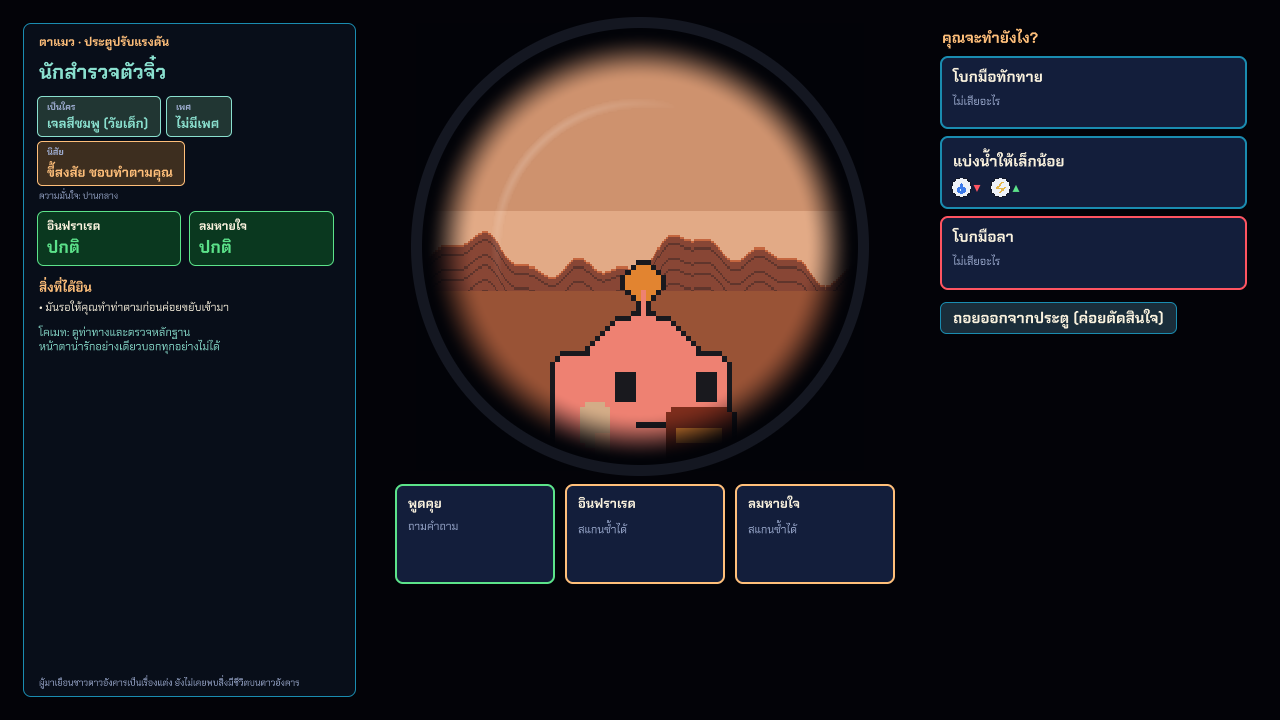 ตาแมว · ประตูปรับแรงดัน
นักสำรวจตัวจิ๋ว
เป็นใคร
เจลสีชมพู (วัยเด็ก)
เพศ
ไม่มีเพศ
นิสัย
ขี้สงสัย ชอบทำตามคุณ
ความมั่นใจ: ปานกลาง
อินฟราเรด
ปกติ
ลมหายใจ
ปกติ
สิ่งที่ได้ยิน
• มันรอให้คุณทำท่าตามก่อนค่อยขยับเข้ามา
โคเมท: ดูท่าทางและตรวจหลักฐาน
หน้าตาน่ารักอย่างเดียวบอกทุกอย่างไม่ได้
ผู้มาเยือนชาวดาวอังคารเป็นเรื่องแต่ง ยังไม่เคยพบสิ่งมีชีวิตบนดาวอังคาร
พูดคุย
ถามคำถาม
อินฟราเรด
สแกนซ้ำได้
ลมหายใจ
สแกนซ้ำได้
คุณจะทำยังไง?
โบกมือทักทาย
ไม่เสียอะไร
แบ่งน้ำให้เล็กน้อย
โบกมือลา
ไม่เสียอะไร
ถอยออกจากประตู (ค่อยตัดสินใจ)